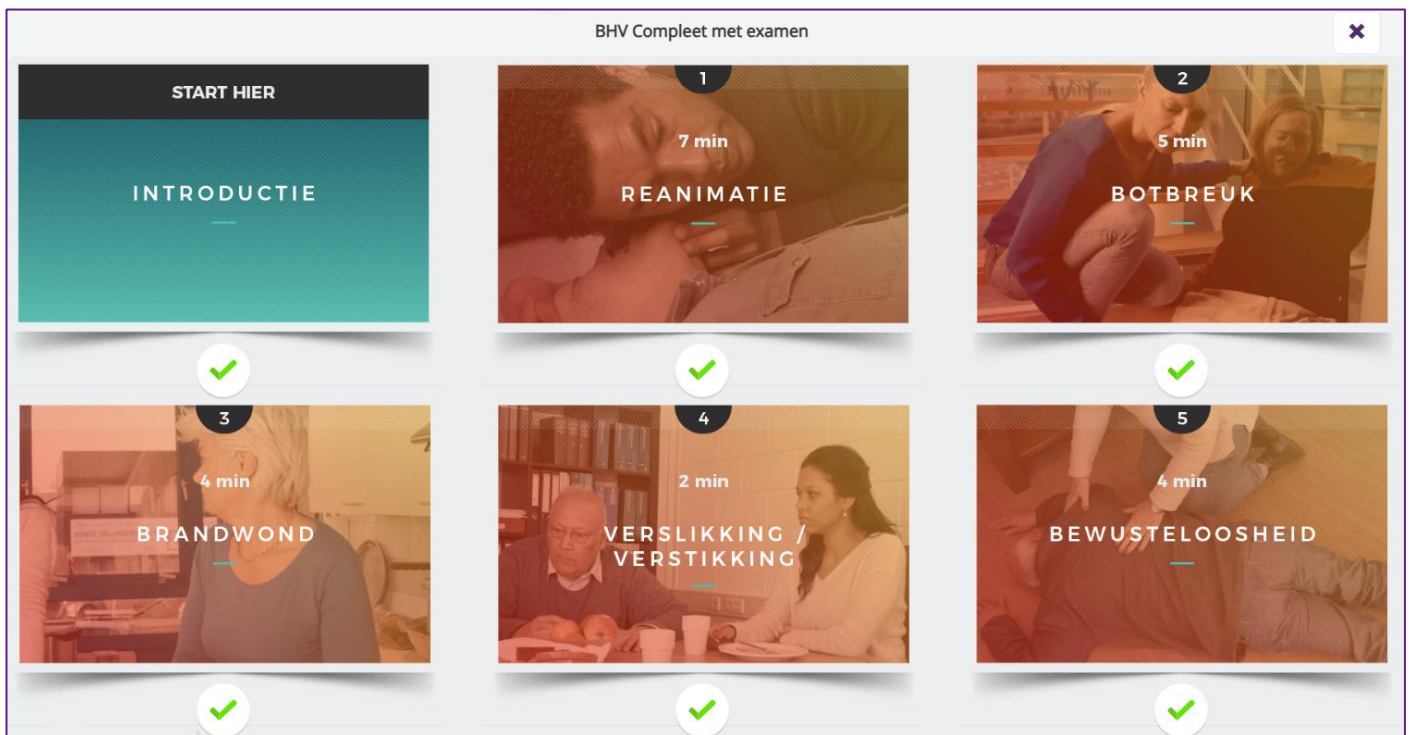 BHV Compleet met examen
START HIER
INTRODUCTIE
1
7 min
REANIMATIE
2
5 min
BOTBREUK
3
4 min
BRANDWOND
4
2 min
VERSLIKKING /
VERSTIKKING
5
4 min
BEWUSTELOOSHEID